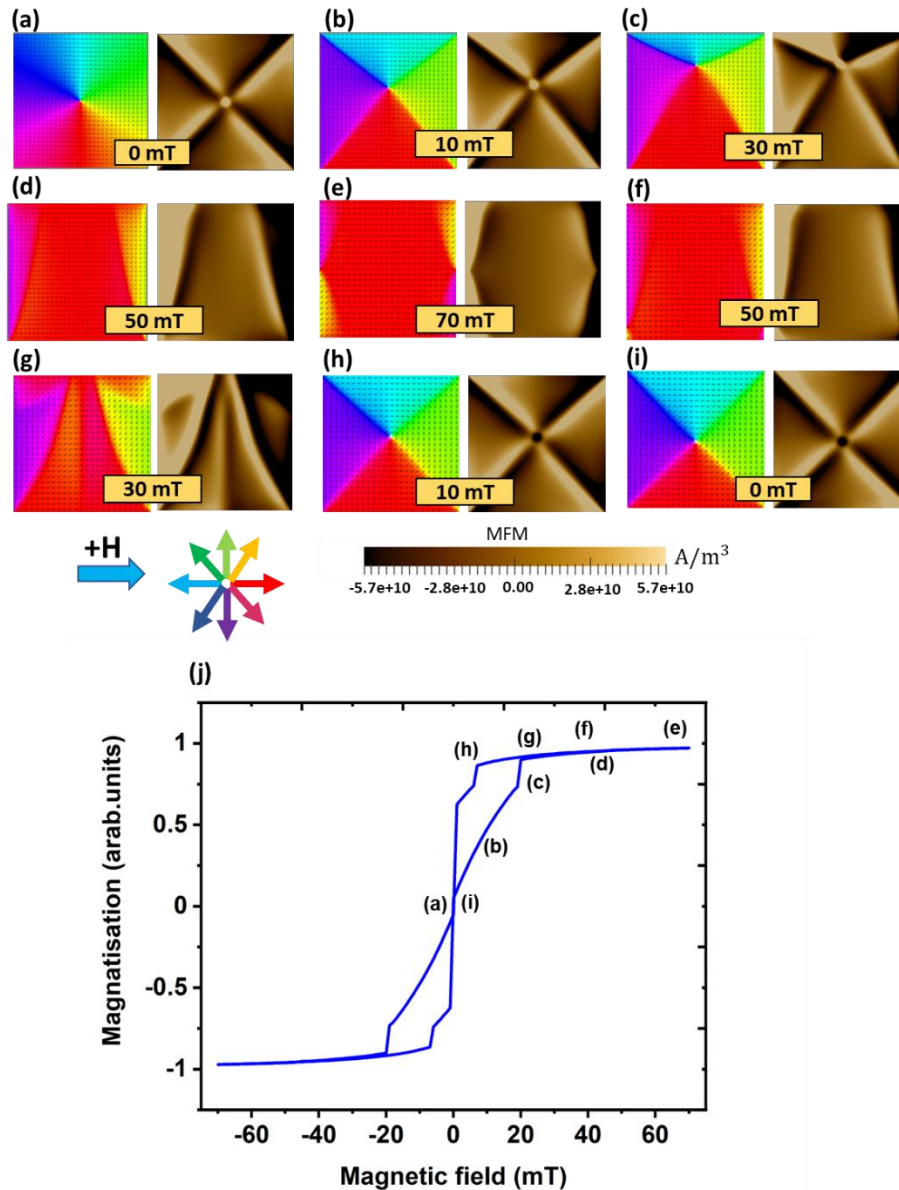 (a) (b) (c)
0 mT 10 mT 30 mT
(d) (e) (f)
50 mT 70 mT 50 mT
(g) (h) (i)
30 mT 10 mT 0 mT
+H
MFM
A/m³
-5.7e+10 -2.8e+10 0.00 2.8e+10 5.7e+10
(j)
Magnatisation (arab.units)
1
0.5
0
-0.5
-1
(h) (g) (f) (e)
(d)
(c)
(b)
(a) (i)
-60 -40 -20 0 20 40 60
Magnetic field (mT)